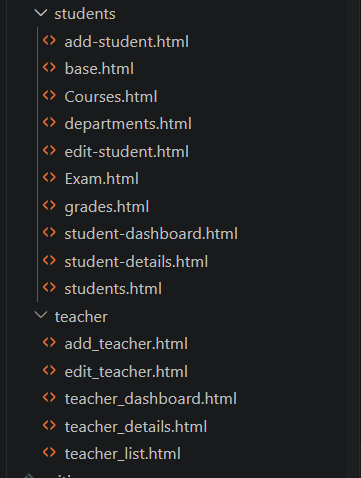 students
add-student.html
base.html
Courses.html
departments.html
edit-student.html
Exam.html
grades.html
student-dashboard.html
student-details.html
students.html
teacher
add_teacher.html
edit_teacher.html
teacher_dashboard.html
teacher_details.html
teacher_list.html